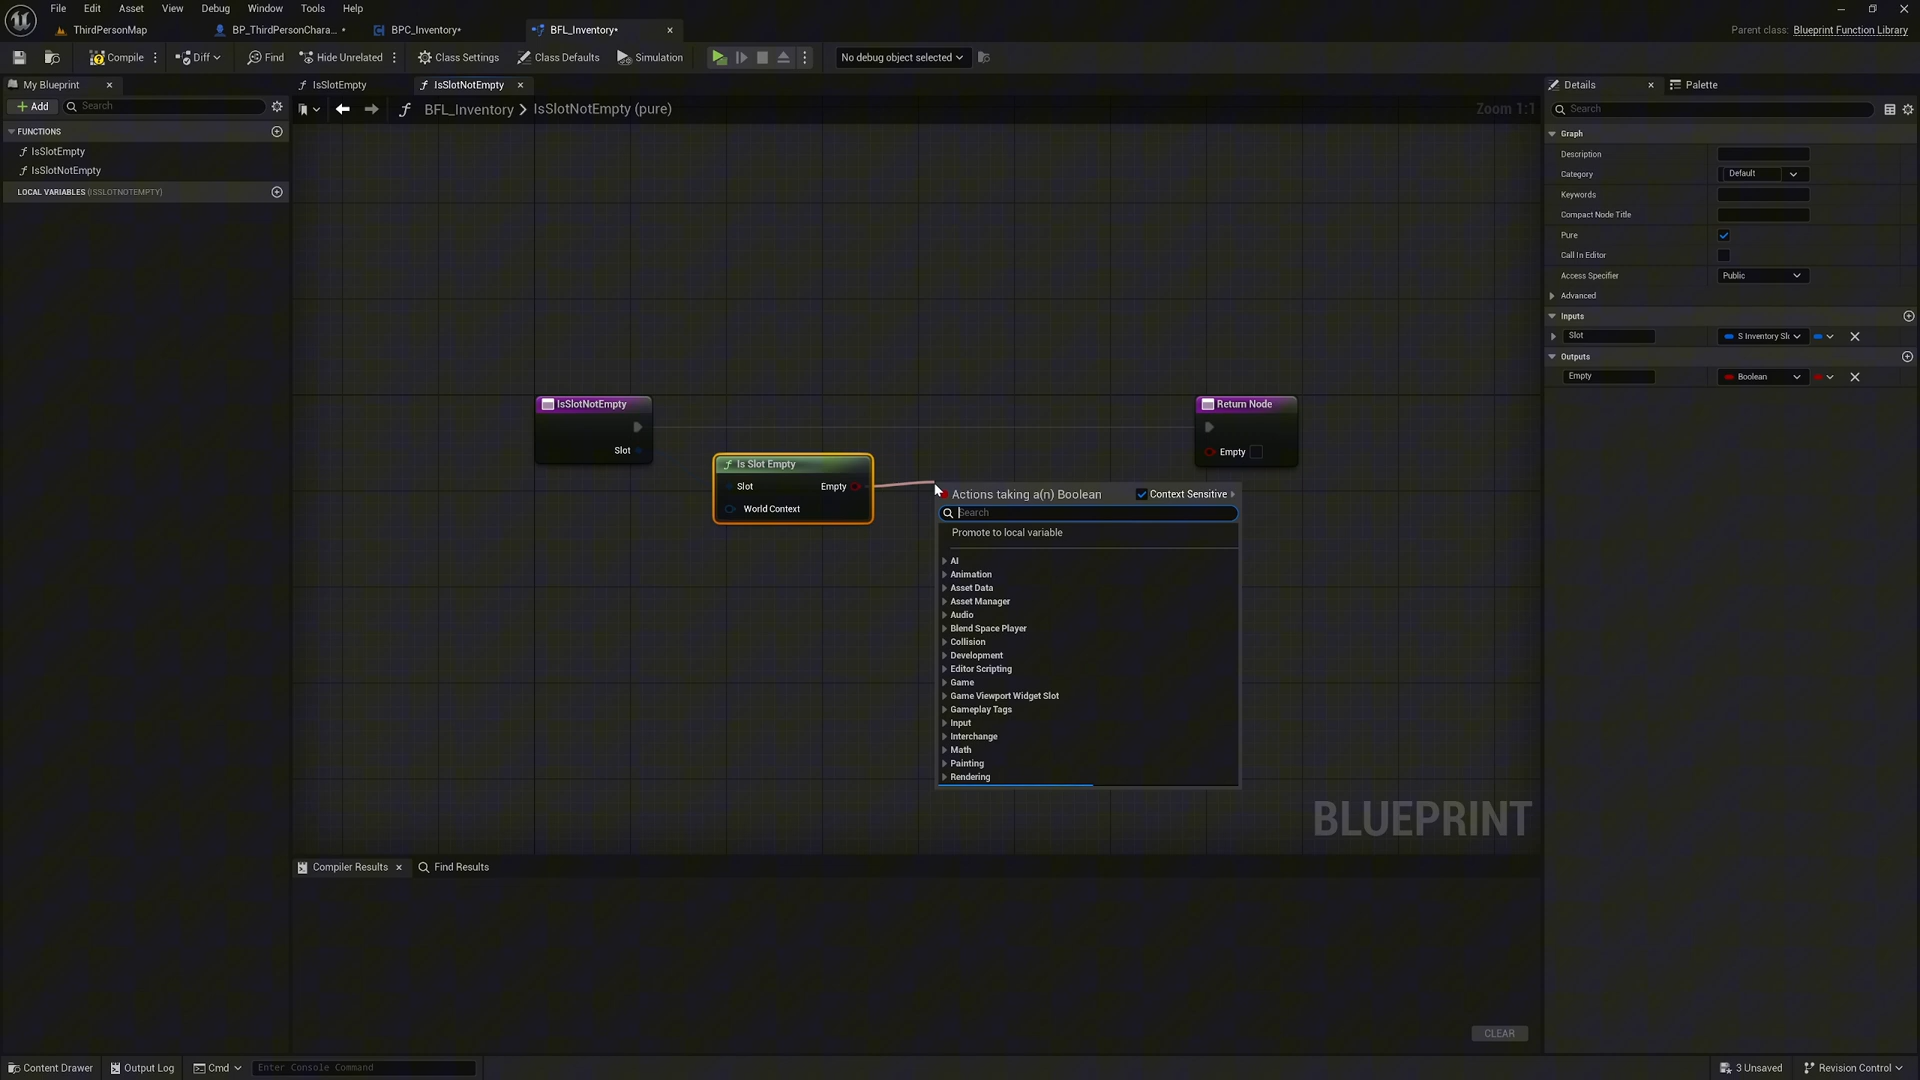 File Edit Asset View Debug Window Tools Help
ThirdPersonMap
BP_ThirdPersonChara... •
BPC_Inventory*
BFL_Inventory*
Parent class: Blueprint Function Library
Compile
Diff
Find
Hide Unrelated
Class Settings
Class Defaults
Simulation
No debug object selected
My Blueprint
IsSlotEmpty
IsSlotNotEmpty
Details
Palette
Add
Search
BFL_Inventory > IsSlotNotEmpty (pure)
Zoom 1:1
Search
FUNCTIONS
IsSlotEmpty
IsSlotNotEmpty
LOCAL VARIABLES (ISSLOTNOTEMPTY)
Graph
Description
Category
Default
Keywords
Compact Node Title
Pure
Call In Editor
Access Specifier
Public
Advanced
Inputs
Slot
S Inventory Slo
Outputs
Empty
Boolean
IsSlotNotEmpty
Slot
Return Node
Empty
Is Slot Empty
Slot
Empty
World Context
Actions taking a(n) Boolean
Context Sensitive
Search
Promote to local variable
AI
Animation
Asset Data
Asset Manager
Audio
Blend Space Player
Collision
Development
Editor Scripting
Game
Game Viewport Widget Slot
Gameplay Tags
Input
Interchange
Math
Painting
Rendering
BLUEPRINT
Compiler Results
Find Results
CLEAR
Content Drawer
Output Log
Cmd
Enter Console Command
3 Unsaved
Revision Control